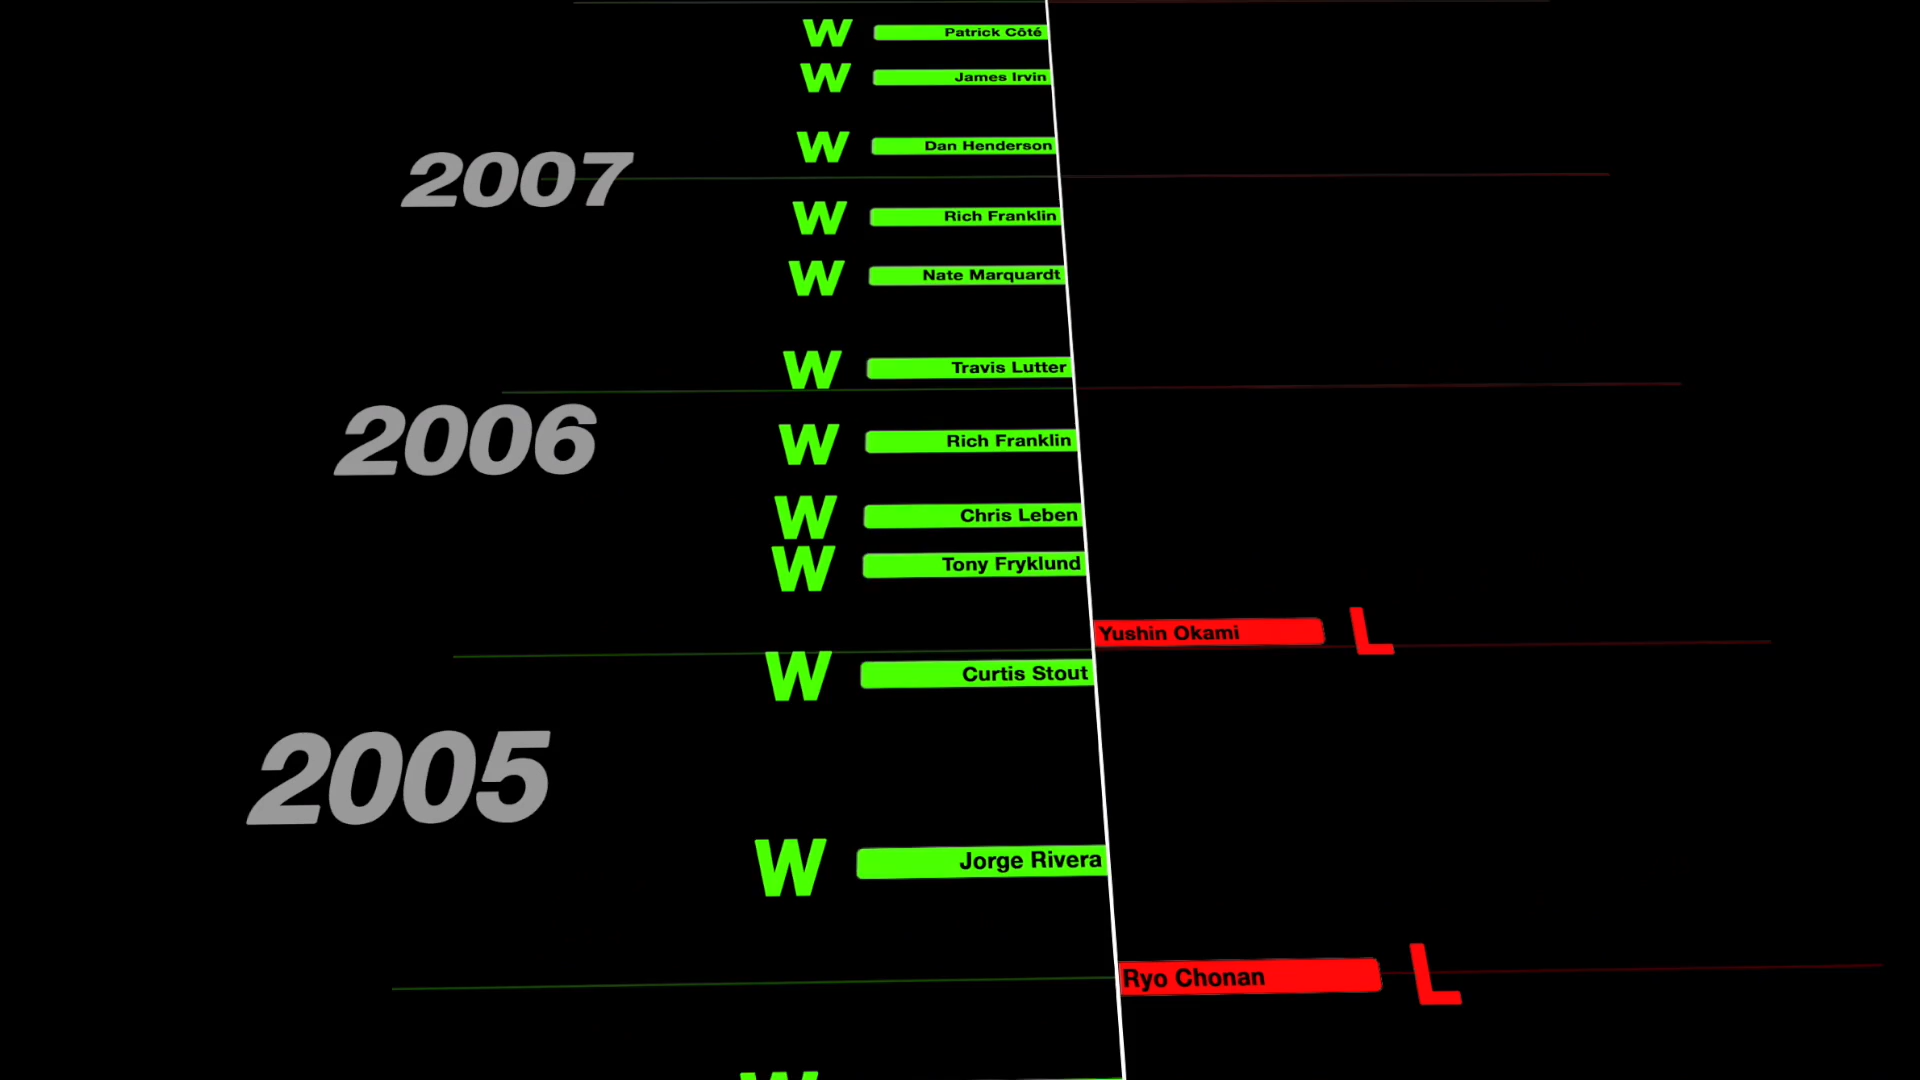 W Patrick Côté
W James Irvin
W Dan Henderson
2007
W Rich Franklin
W Nate Marquardt
W Travis Lutter
2006
W Rich Franklin
W Chris Leben
W Tony Fryklund
Yushin Okami L
W Curtis Stout
2005
W Jorge Rivera
Ryo Chonan L
W